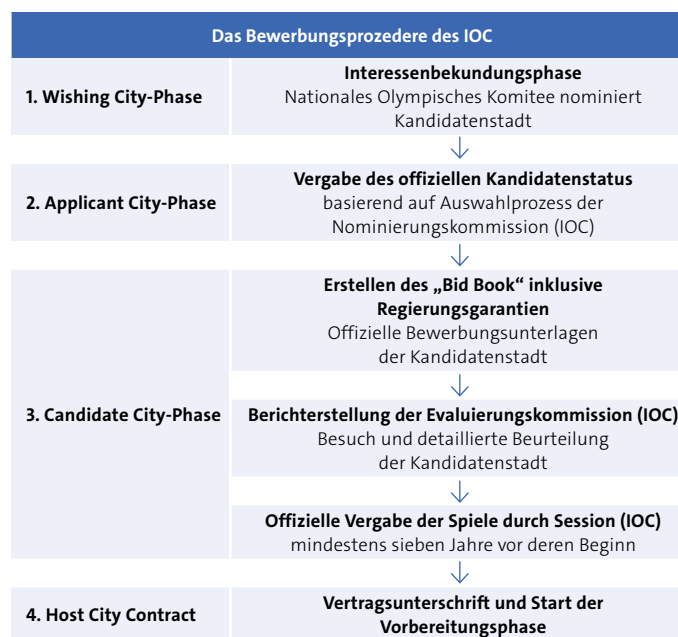 Das Bewerbungsprozedere des IOC
1. Wishing City-Phase
Interessenbekundungsphase
Nationales Olympisches Komitee nominiert
Kandidatenstadt
2. Applicant City-Phase
Vergabe des offiziellen Kandidatenstatus
basierend auf Auswahlprozess der
Nominierungskommission (IOC)
3. Candidate City-Phase
Erstellen des „Bid Book“ inklusive
Regierungsgarantien
Offizielle Bewerbungsunterlagen
der Kandidatenstadt
Berichterstellung der Evaluierungskommission (IOC)
Besuch und detaillierte Beurteilung
der Kandidatenstadt
Offizielle Vergabe der Spiele durch Session (IOC)
mindestens sieben Jahre vor deren Beginn
4. Host City Contract
Vertragsunterschrift und Start der
Vorbereitungsphase